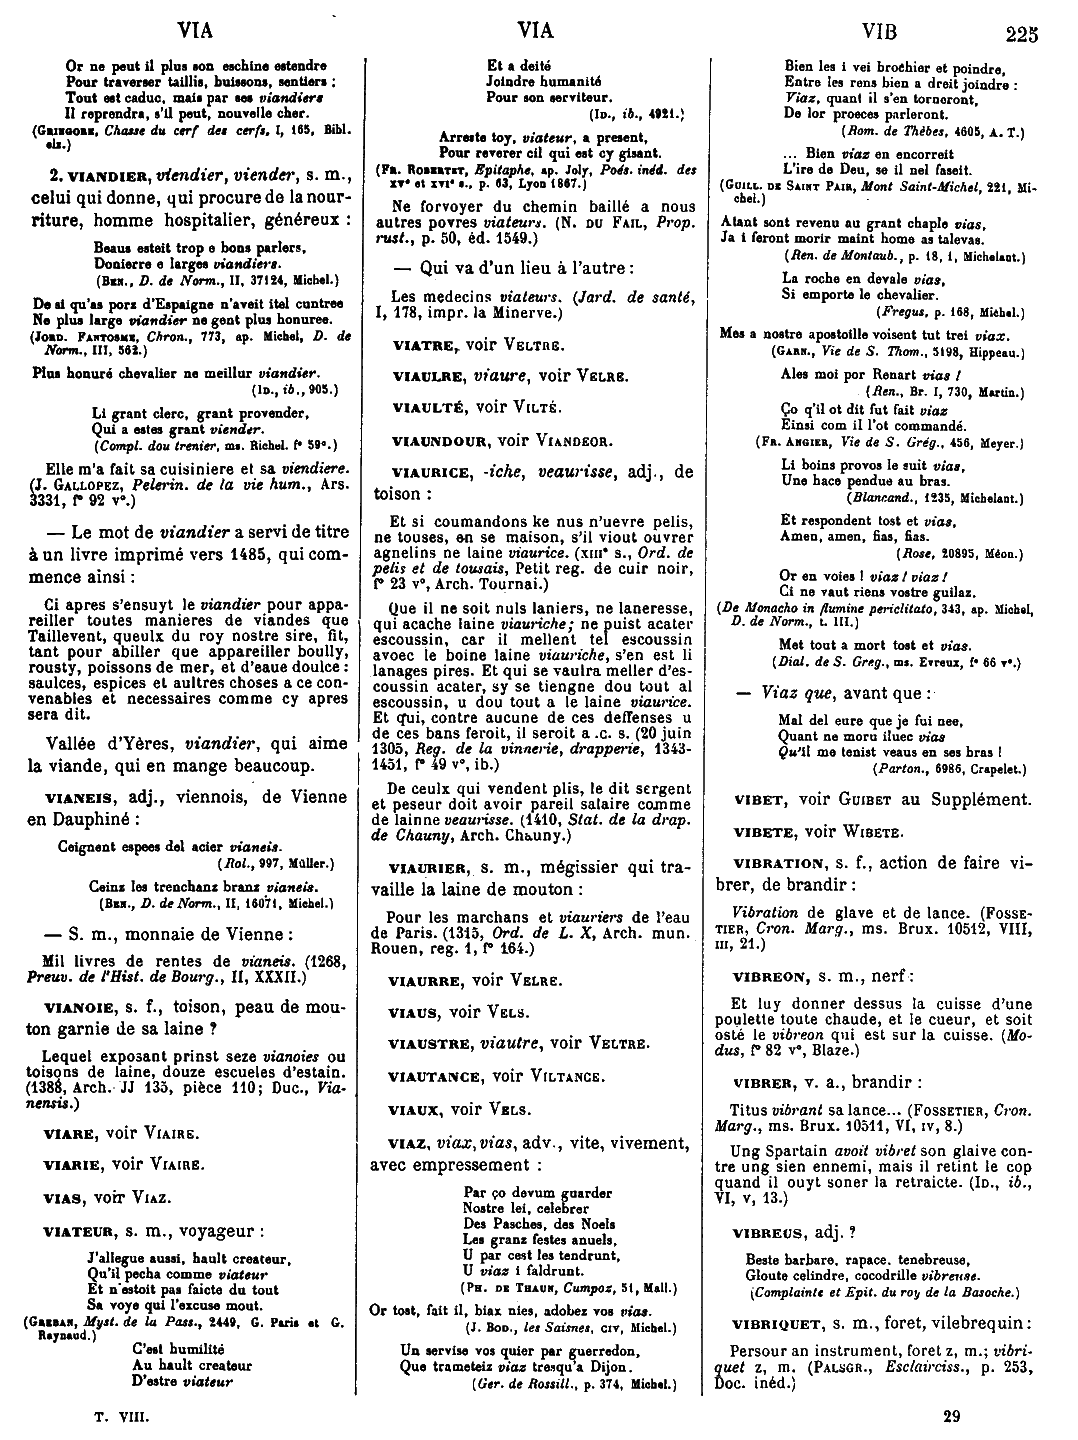 VIA
VIA
VIB
225
Or ne peut il plus son eschine estendre
Pour traverser taillis, buissons, sentiers ;
Tout est caduc, mais par ses viandiers
Il reprendra, s'il peut, nouvelle cher.
(Gringore, Chasse du cerf des cerfs, I, 165, Bibl.
elz.)
2. VIANDIER, viendier, viender, s. m.,
celui qui donne, qui procure de la nour-
riture, homme hospitalier, généreux :
Beaus esteit trop e bons parlers,
Donierre e larges viandiers.
(Ben., D. de Norm., II, 37124, Michel.)
De si qu'as porz d'Espaigne n'aveit itel cuntree
Ne plus large viandier ne gent plus honuree.
(Jord. Fantosme, Chron., 773, ap. Michel, D. de
Norm., III, 562.)
Plus honuré chevalier ne meillur viandier.
(Id., ib., 905.)
Li grant clerc, grant provender,
Qui a estes grant viender.
(Compl. dou trenier, ms. Richel. f° 59ª.)
Elle m'a fait sa cuisiniere et sa viendiere.
(J. Gallopez, Pelerin. de la vie hum., Ars.
3331, f° 92 v°.)
— Le mot de viandier a servi de titre
à un livre imprimé vers 1485, qui com-
mence ainsi :
Ci apres s'ensuyt le viandier pour appa-
reiller toutes manieres de viandes que
Taillevent, queulx du roy nostre sire, fit,
tant pour abiller que appareiller boully,
rousty, poissons de mer, et d'eaue doulce :
saulces, espices et aultres choses a ce con-
venables et necessaires comme cy apres
sera dit.
Vallée d'Yères, viandier, qui aime
la viande, qui en mange beaucoup.
VIANEIS, adj., viennois, de Vienne
en Dauphiné :
Ceignent espees del acier vianeis.
(Rol., 997, Müller.)
Ceinz les trenchanz branz vianeis.
(Ben., D. de Norm., II, 16071, Michel.)
— S. m., monnaie de Vienne :
Mil livres de rentes de vianeis. (1268,
Preuv. de l'Hist. de Bourg., II, XXXII.)
VIANOIE, s. f., toison, peau de mou-
ton garnie de sa laine ?
Lequel exposant prinst seze vianoies ou
toisons de laine, douze escueles d'estain.
(1388, Arch. JJ 135, pièce 110; Duc., Via-
nensis.)
VIARE, voir Viaire.
VIARIE, voir Viaire.
VIAS, voir Viaz.
VIATEUR, s. m., voyageur :
J'allegue aussi, hault createur,
Qu'il pecha comme viateur
Et n'estoit pas faicte du tout
Sa voye qui l'excuse mout.
(Greban, Myst. de la Pass., 2449, G. Paris et G.
Raynaud.)
C'est humilité
Au hault createur
D'estre viateur
Et a deité
Joindre humanité
Pour son serviteur.
(Id., ib., 4921.)
Arreste toy, viateur, a present,
Pour reverer cil qui est cy gisant.
(Fr. Robertet, Epitaphe, ap. Joly, Poés. inéd. des
xv° et xvi° s., p. 63, Lyon 1867.)
Ne forvoyer du chemin baillé a nous
autres povres viateurs. (N. du Fail, Prop.
rust., p. 50, éd. 1549.)
— Qui va d'un lieu à l'autre :
Les medecins viateurs. (Jard. de santé,
I, 178, impr. la Minerve.)
VIATRE, voir Veltre.
VIAULRE, viaure, voir Velre.
VIAULTÉ, voir Vilté.
VIAUNDOUR, voir Viandeor.
VIAURICE, -iche, veaurisse, adj., de
toison :
Et si coumandons ke nus n'uevre pelis,
ne touses, en se maison, s'il viout ouvrer
agnelins ne laine viaurice. (xiii° s., Ord. de
pelis et de tousais, Petit reg. de cuir noir,
f° 23 v°, Arch. Tournai.)
Que il ne soit nuls laniers, ne laneresse,
qui acache laine viauriche; ne puist acater
escoussin, car il mellent tel escoussin
avoec le boine laine viauriche, s'en est li
lanages pires. Et qui se vaulra meller d'es-
coussin acater, sy se tiengne dou tout al
escoussin, u dou tout a le laine viaurice.
Et qui, contre aucune de ces deffenses u
de ces bans feroit, il seroit a .c. s. (20 juin
1305, Reg. de la vinnerie, drapperie, 1343-
1451, f° 49 v°, ib.)
De ceulx qui vendent plis, le dit sergent
et peseur doit avoir pareil salaire comme
de lainne veaurisse. (1410, Stat. de la drap.
de Chauny, Arch. Chauny.)
VIAURIER, s. m., mégissier qui tra-
vaille la laine de mouton :
Pour les marchans et viauriers de l'eau
de Paris. (1315, Ord. de L. X, Arch. mun.
Rouen, reg. 1, f° 164.)
VIAURRE, voir Velre.
VIAUS, voir Vels.
VIAUSTRE, viautre, voir Veltre.
VIAUTANCE, voir Viltance.
VIAUX, voir Vels.
VIAZ, viax, vias, adv., vite, vivement,
avec empressement :
Par ço devum guarder
Nostre lei, celebrer
Des Pasches, des Noels
Les granz festes anuels,
U par cest les tendrunt,
U viaz i faldrunt.
(Ph. de Thaun, Cumpoz, 51, Mall.)
Or tost, fait il, biax nies, adobez vos vias.
(J. Bod., les Saisnes, civ, Michel.)
Un servise vos quier par guerredon,
Que trameteiz viaz tresqu'a Dijon.
(Ger. de Rossill., p. 374, Michel.)
Bien les i vei brochier et poindre,
Entre les rens bien a dreit joindre :
Viaz, quant il s'en torneront,
De lor proeces parleront.
(Rom. de Thèbes, 4605, A. T.)
... Bien viaz en encorreit
L'ire de Deu, se il nel faseit.
(Guill. de Saint Pair, Mont Saint-Michel, 221, Mi-
chel.)
Atant sont revenu au grant chaple vias,
Ja i feront morir maint home as talevas.
(Ren. de Montaub., p. 18, 1, Michelant.)
La roche en devale vias,
Si emporte le chevalier.
(Fregus, p. 168, Michel.)
Mes a nostre apostoille voisent tut trei viax.
(Garn., Vie de S. Thom., 5198, Hippeau.)
Ales moi por Renart vias !
(Ren., Br. I, 730, Martin.)
Ço q'il ot dit fut fait viaz
Einsi com il l'ot commandé.
(Fr. Angier, Vie de S. Grég., 456, Meyer.)
Li boins provos le suit vias,
Une hace pendue au bras.
(Blancand., 1235, Michelant.)
Et respondent tost et vias,
Amen, amen, fias, fias.
(Rose, 20895, Méon.)
Or en voies ! viaz ! viaz !
Ci ne vaut riens vostre guilaz.
(De Monacho in flumine periclitato, 343, ap. Michel,
D. de Norm., t. III.)
Met tout a mort tost et vias.
(Dial. de S. Greg., ms. Evreux, f° 66 v°.)
— Viaz que, avant que :
Mal del eure que je fui nee,
Quant ne moru iluec vias
Qu'il me tenist veaus en ses bras !
(Parton., 6986, Crapelet.)
VIBET, voir Guibet au Supplément.
VIBETE, voir Wibete.
VIBRATION, s. f., action de faire vi-
brer, de brandir :
Vibration de glave et de lance. (Fosse-
tier, Cron. Marg., ms. Brux. 10512, VIII,
iii, 21.)
VIBREON, s. m., nerf :
Et luy donner dessus la cuisse d'une
poulette toute chaude, et le cueur, et soit
osté le vibreon qui est sur la cuisse. (Mo-
dus, f° 82 v°, Blaze.)
VIBRER, v. a., brandir :
Titus vibrant sa lance... (Fossetier, Cron.
Marg., ms. Brux. 10511, VI, iv, 8.)
Ung Spartain avoit vibret son glaive con-
tre ung sien ennemi, mais il retint le cop
quand il ouyt soner la retraicte. (Id., ib.,
VI, v, 13.)
VIBREUS, adj. ?
Beste barbare, rapace, tenebreuse,
Gloute celindre, cocodrille vibreuse.
(Complainte et Epit. du roy de la Basoche.)
VIBRIQUET, s. m., foret, vilebrequin :
Persour an instrument, foret z, m.; vibri-
quet z, m. (Palsgr., Esclairciss., p. 253,
Doc. inéd.)
T. VIII.
29